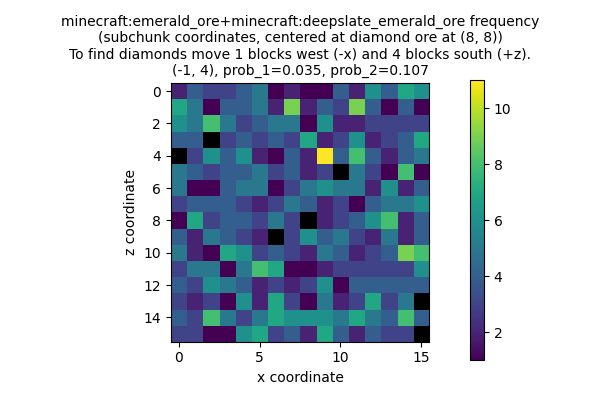 minecraft:emerald_ore+minecraft:deepslate_emerald_ore frequency
(subchunk coordinates, centered at diamond ore at (8, 8))
To find diamonds move 1 blocks west (-x) and 4 blocks south (+z).
(-1, 4), prob_1=0.035, prob_2=0.107
0
2
4
6
8
10
12
14
z coordinate
0
5
10
15
x coordinate
10
8
6
4
2